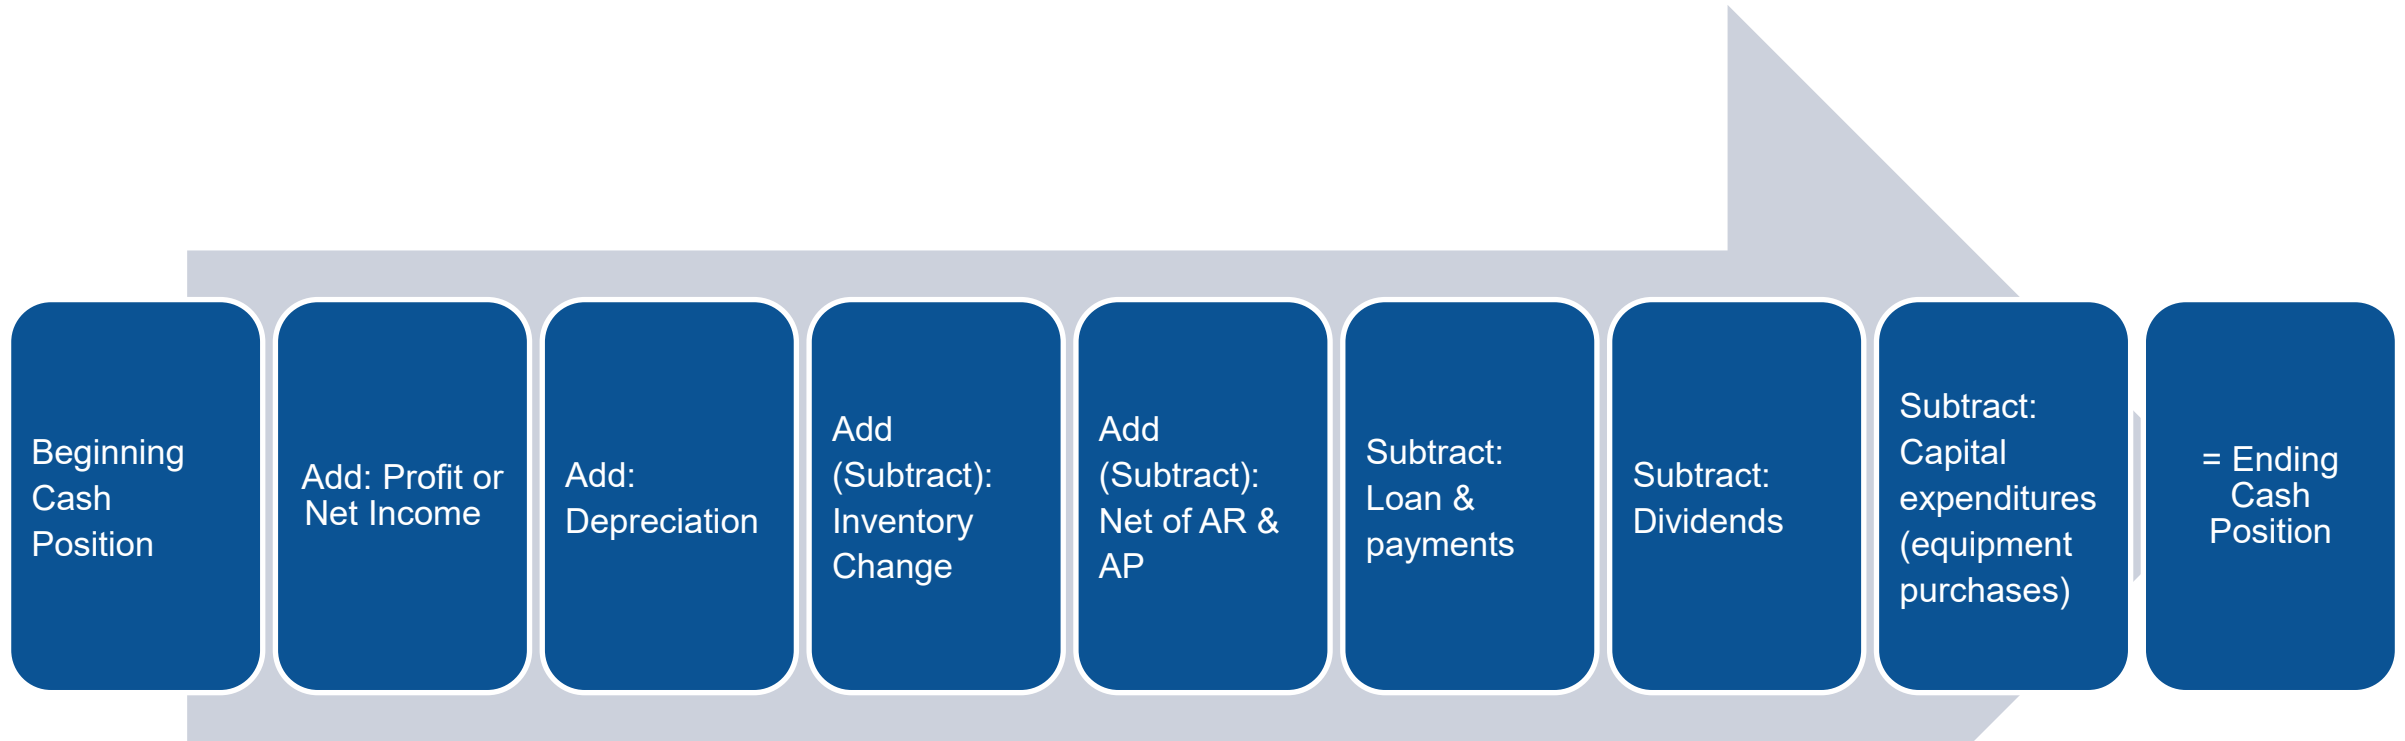 Beginning
Cash
Position
Add: Profit or
Net Income
Add:
Depreciation
Add
(Subtract):
Inventory
Change
Add
(Subtract):
Net of AR &
AP
Subtract:
Loan &
payments
Subtract:
Dividends
Subtract:
Capital
expenditures
(equipment
purchases)
= Ending
Cash
Position